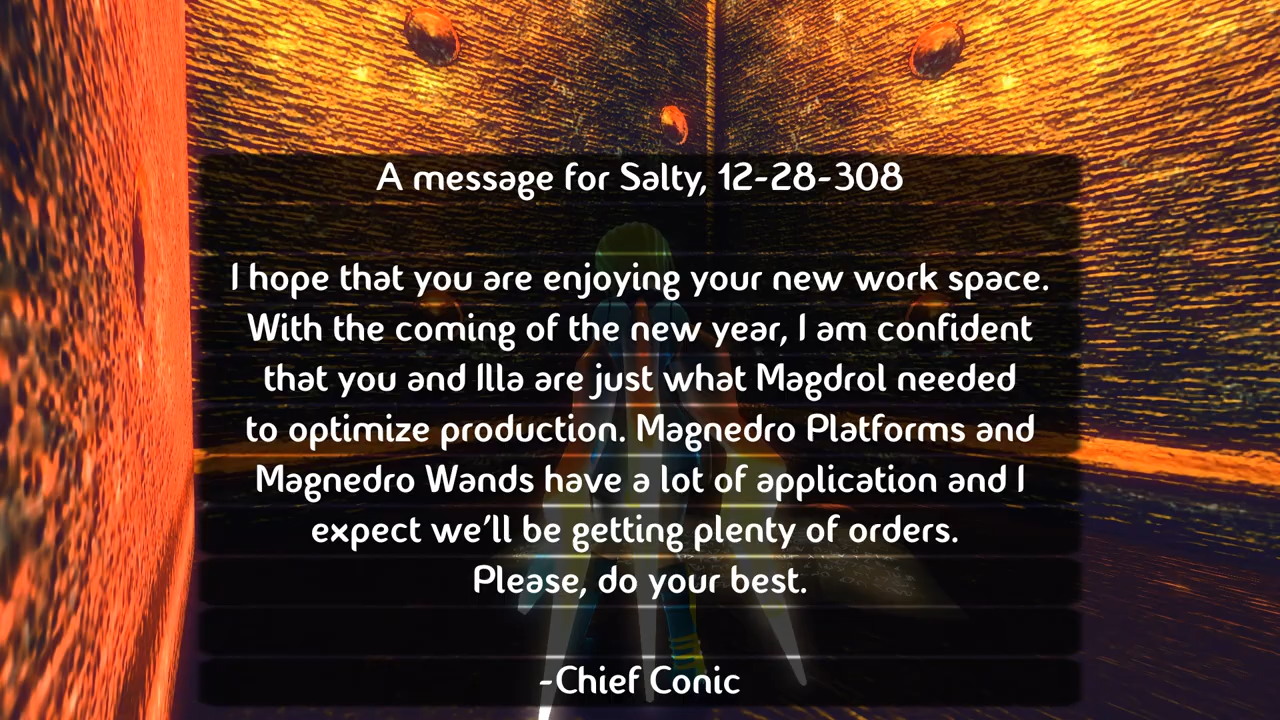 A message for Salty, 12-28-308
I hope that you are enjoying your new work space.
With the coming of the new year, I am confident
that you and Illa are just what Magdrol needed
to optimize production. Magnedro Platforms and
Magnedro Wands have a lot of application and I
expect we'll be getting plenty of orders.
Please, do your best.
-Chief Conic